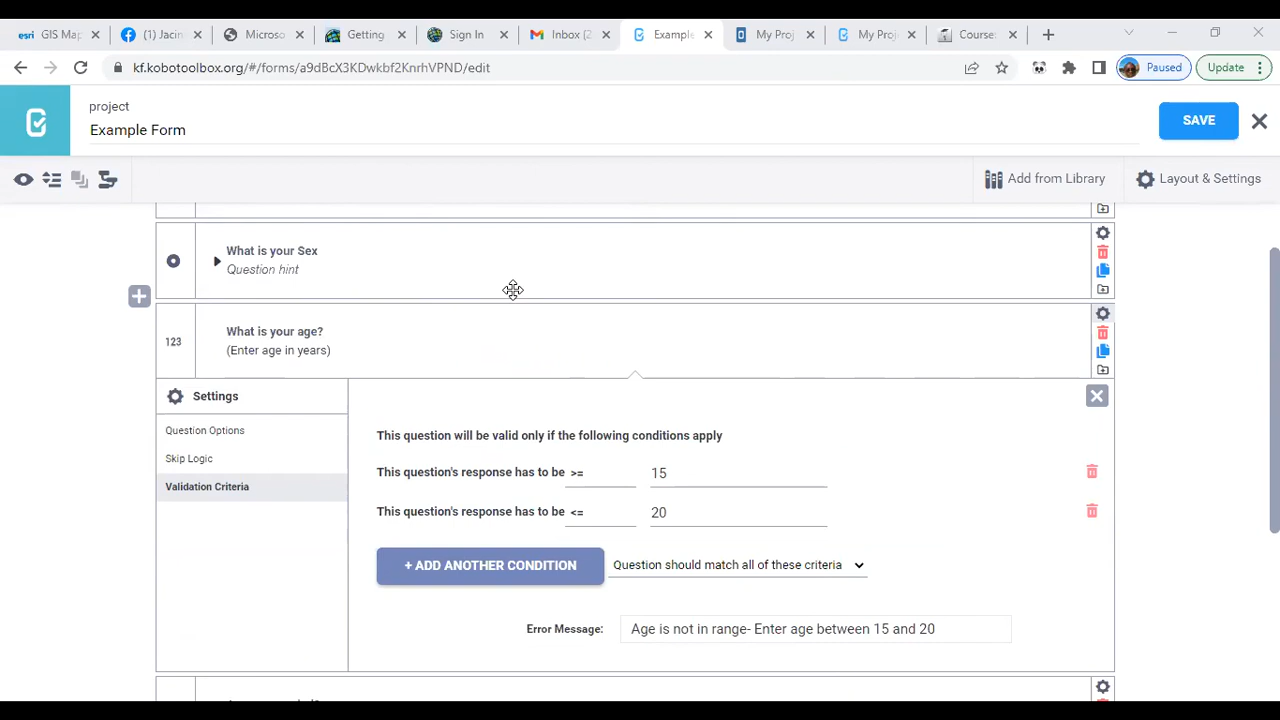 esri GIS Map
(1) Jacin
Microso
Getting
Sign In
Inbox (2
Example
My Proj
My Proj
Course
kf.kobotoolbox.org/#/forms/a9dBcX3KDwkbf2KnrhVPND/edit
Paused
Update
project
Example Form
SAVE
Add from Library
Layout & Settings
What is your Sex
Question hint
123
What is your age?
(Enter age in years)
Settings
Question Options
Skip Logic
Validation Criteria
This question will be valid only if the following conditions apply
This question's response has to be >= 15
This question's response has to be <= 20
+ ADD ANOTHER CONDITION Question should match all of these criteria
Error Message: Age is not in range- Enter age between 15 and 20